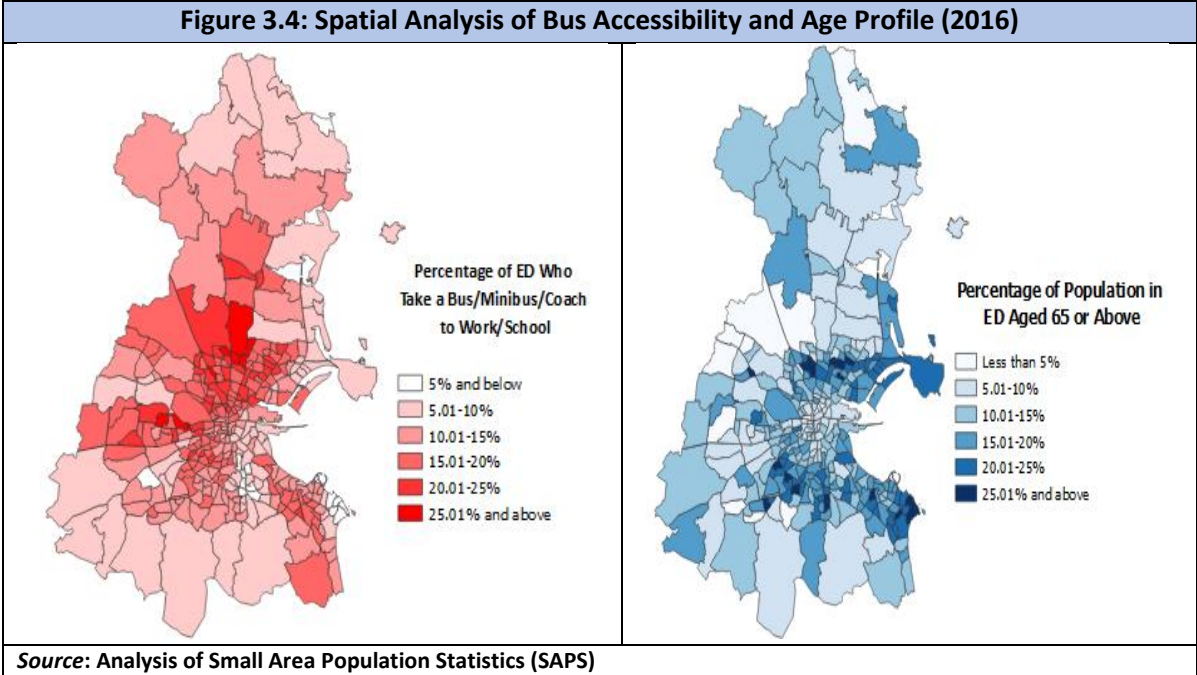 Figure 3.4: Spatial Analysis of Bus Accessibility and Age Profile (2016)
Percentage of ED Who
Take a Bus/Minibus/Coach
to Work/School
5% and below
5.01-10%
10.01-15%
15.01-20%
20.01-25%
25.01% and above
Percentage of Population in
ED Aged 65 or Above
Less than 5%
5.01-10%
10.01-15%
15.01-20%
20.01-25%
25.01% and above
Source: Analysis of Small Area Population Statistics (SAPS)